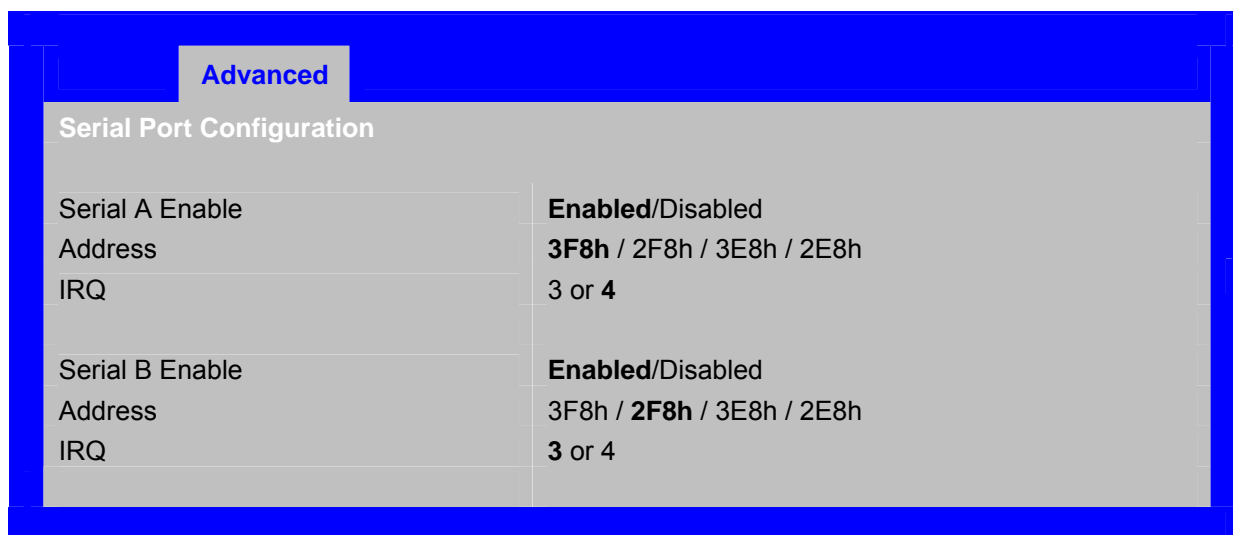 Advanced
Serial Port Configuration
Serial A Enable Enabled/Disabled
Address 3F8h / 2F8h / 3E8h / 2E8h
IRQ 3 or 4
Serial B Enable Enabled/Disabled
Address 3F8h / 2F8h / 3E8h / 2E8h
IRQ 3 or 4